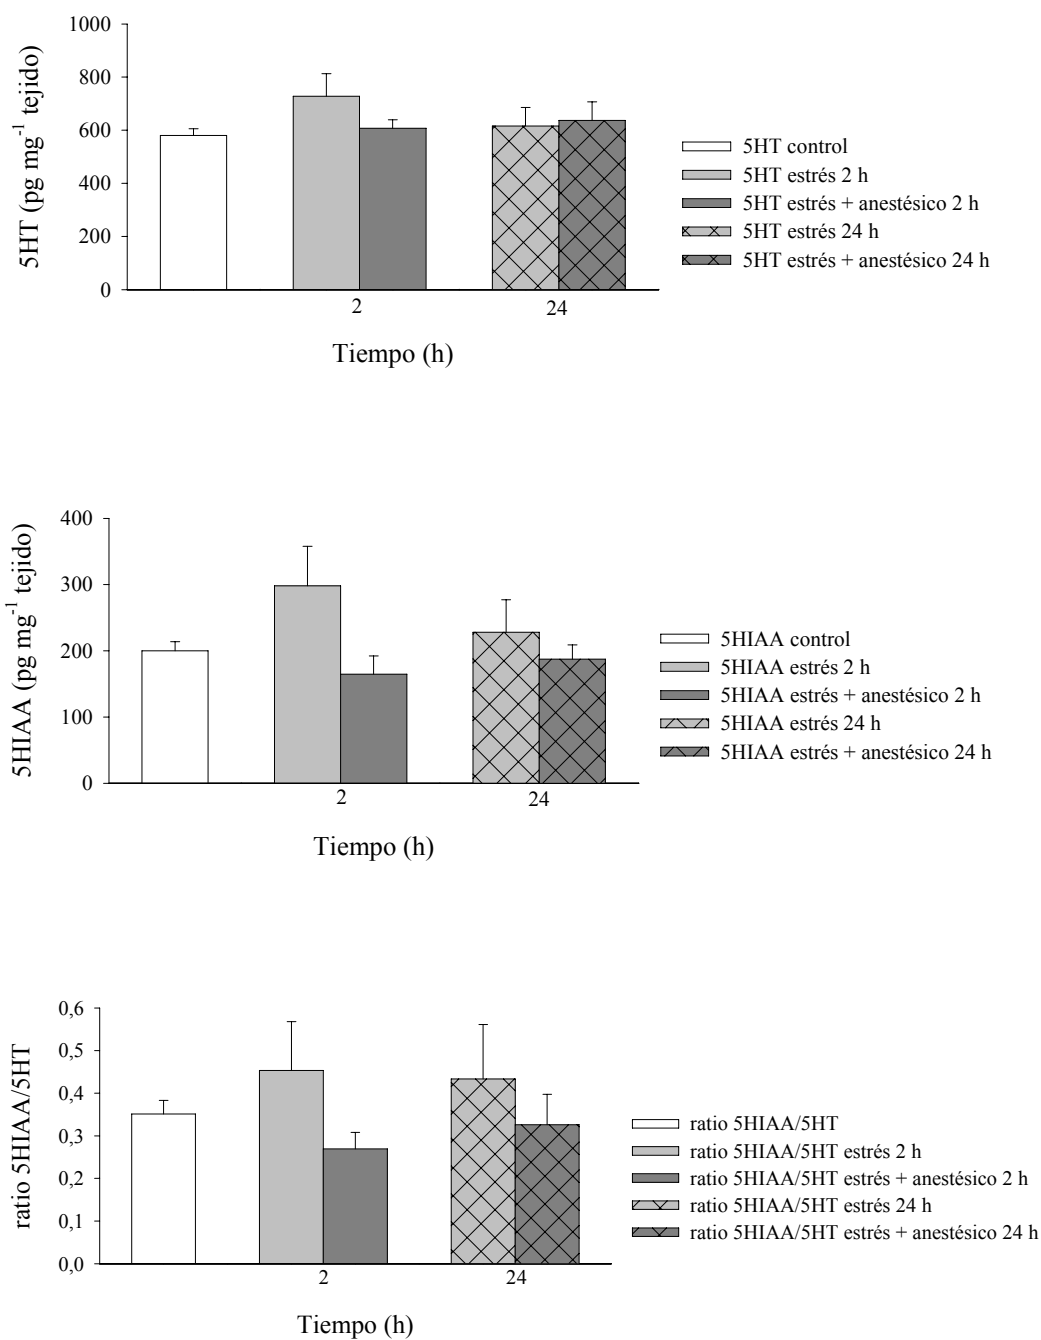 1000
800
600
400
200
0
5HT (pg mg-1 tejido)
2
24
Tiempo (h)
5HT control
5HT estrés 2 h
5HT estrés + anestésico 2 h
5HT estrés 24 h
5HT estrés + anestésico 24 h
400
300
200
100
0
5HIAA (pg mg-1 tejido)
2
24
Tiempo (h)
5HIAA control
5HIAA estrés 2 h
5HIAA estrés + anestésico 2 h
5HIAA estrés 24 h
5HIAA estrés + anestésico 24 h
0,6
0,5
0,4
0,3
0,2
0,1
0,0
ratio 5HIAA/5HT
2
24
Tiempo (h)
ratio 5HIAA/5HT
ratio 5HIAA/5HT estrés 2 h
ratio 5HIAA/5HT estrés + anestésico 2 h
ratio 5HIAA/5HT estrés 24 h
ratio 5HIAA/5HT estrés + anestésico 24 h